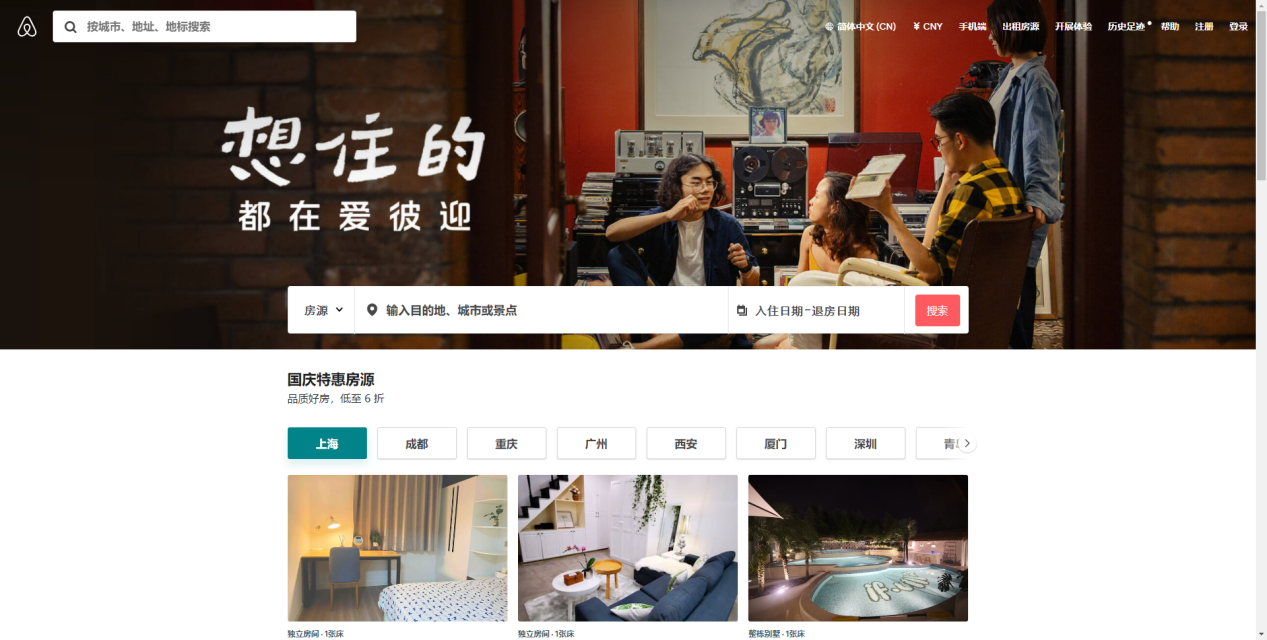 按城市、地址、地标搜索
简体中文 (CN)
¥ CNY
手机端
出租房源
开展体验
历史足迹
帮助
注册
登录
想住的
都在爱彼迎
房源
输入目的地、城市或景点
入住日期-退房日期
搜索
国庆特惠房源
品质好房，低至 6 折
上海
成都
重庆
广州
西安
厦门
深圳
独立房间 · 1张床
独立房间 · 1张床
整栋别墅 · 1张床